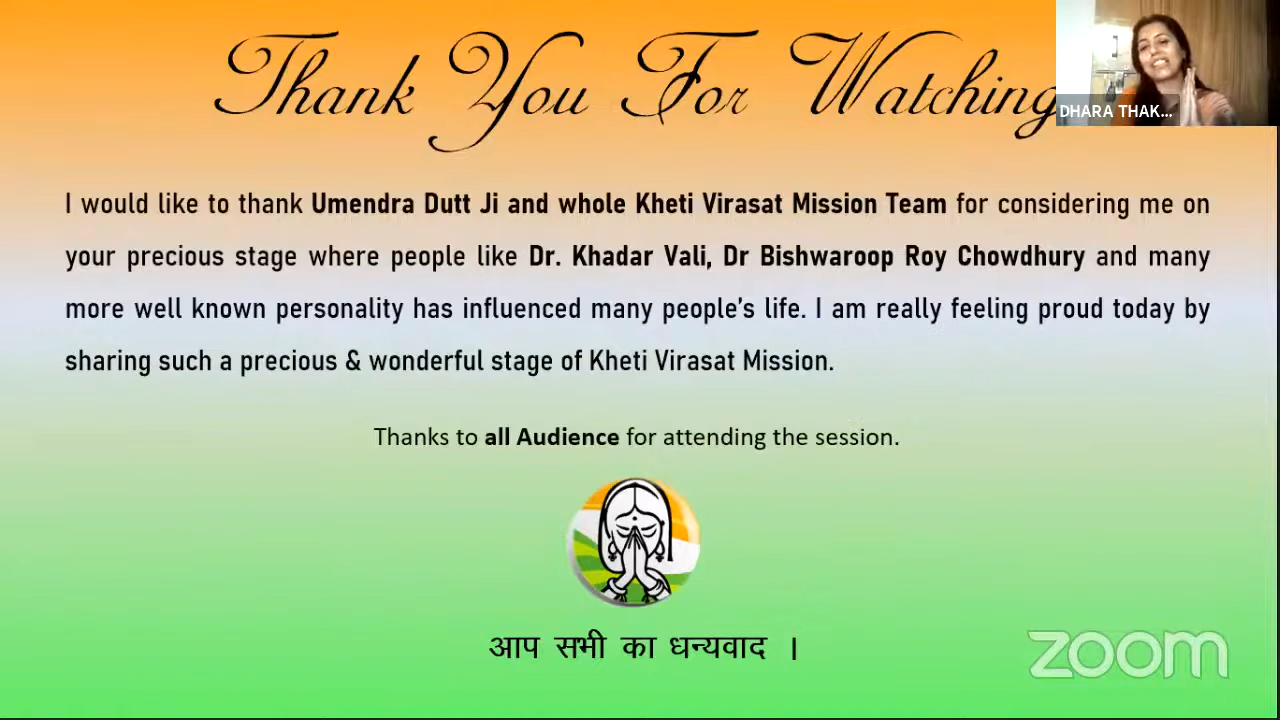 Thank You For Watching
DHARA THAK...
I would like to thank Umendra Dutt Ji and whole Kheti Virasat Mission Team for considering me on
your precious stage where people like Dr. Khadar Vali, Dr Bishwaroop Roy Chowdhury and many
more well known personality has influenced many people's life. I am really feeling proud today by
sharing such a precious & wonderful stage of Kheti Virasat Mission.
Thanks to all Audience for attending the session.
आप सभी का धन्यवाद ।
zoom